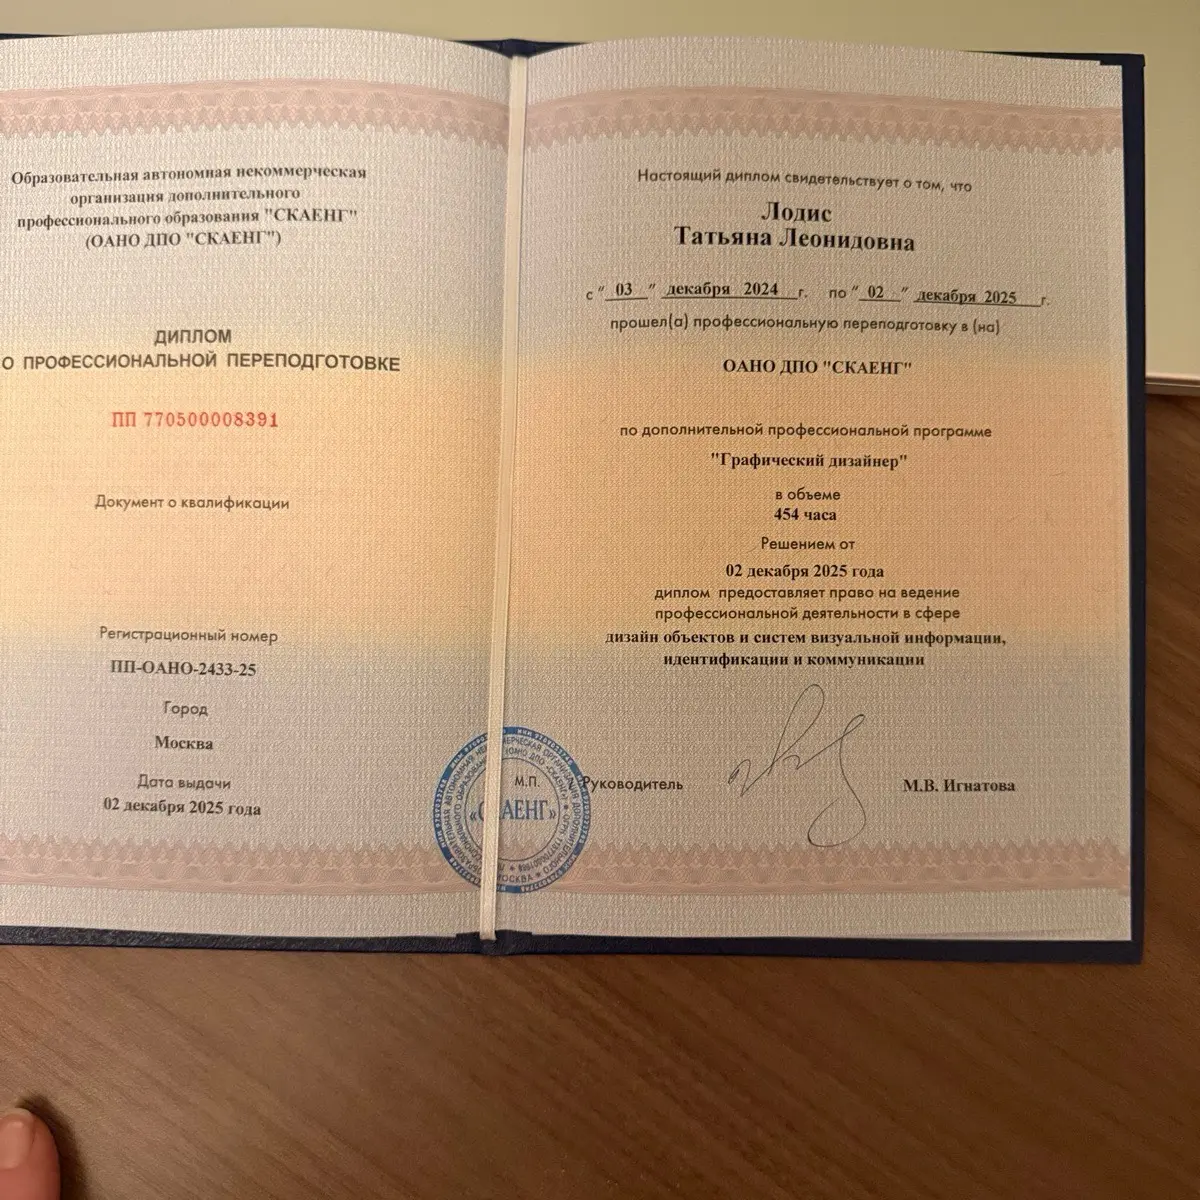 Образовательная автономная некоммерческая
организация дополнительного
профессионального образования "СКАЕНГ"
(ОАНО ДПО "СКАЕНГ")
ДИПЛОМ
О ПРОФЕССИОНАЛЬНОЙ ПЕРЕПОДГОТОВКЕ
ПП 770500008391
Документ о квалификации
Регистрационный номер
ПП-ОАНО-2433-25
Город
Москва
Дата выдачи
02 декабря 2025 года
Настоящий диплом свидетельствует о том, что
Лодис
Татьяна Леонидовна
с " 03 " декабря 2024 г. по " 02 " декабря 2025 г.
прошел(а) профессиональную переподготовку в (на)
ОАНО ДПО "СКАЕНГ"
по дополнительной профессиональной программе
"Графический дизайнер"
в объеме
454 часа
Решением от
02 декабря 2025 года
диплом предоставляет право на ведение
профессиональной деятельности в сфере
дизайн объектов и систем визуальной информации,
идентификации и коммуникации
М.П.
Руководитель
М.В. Игнатова
«СКАЕНГ»